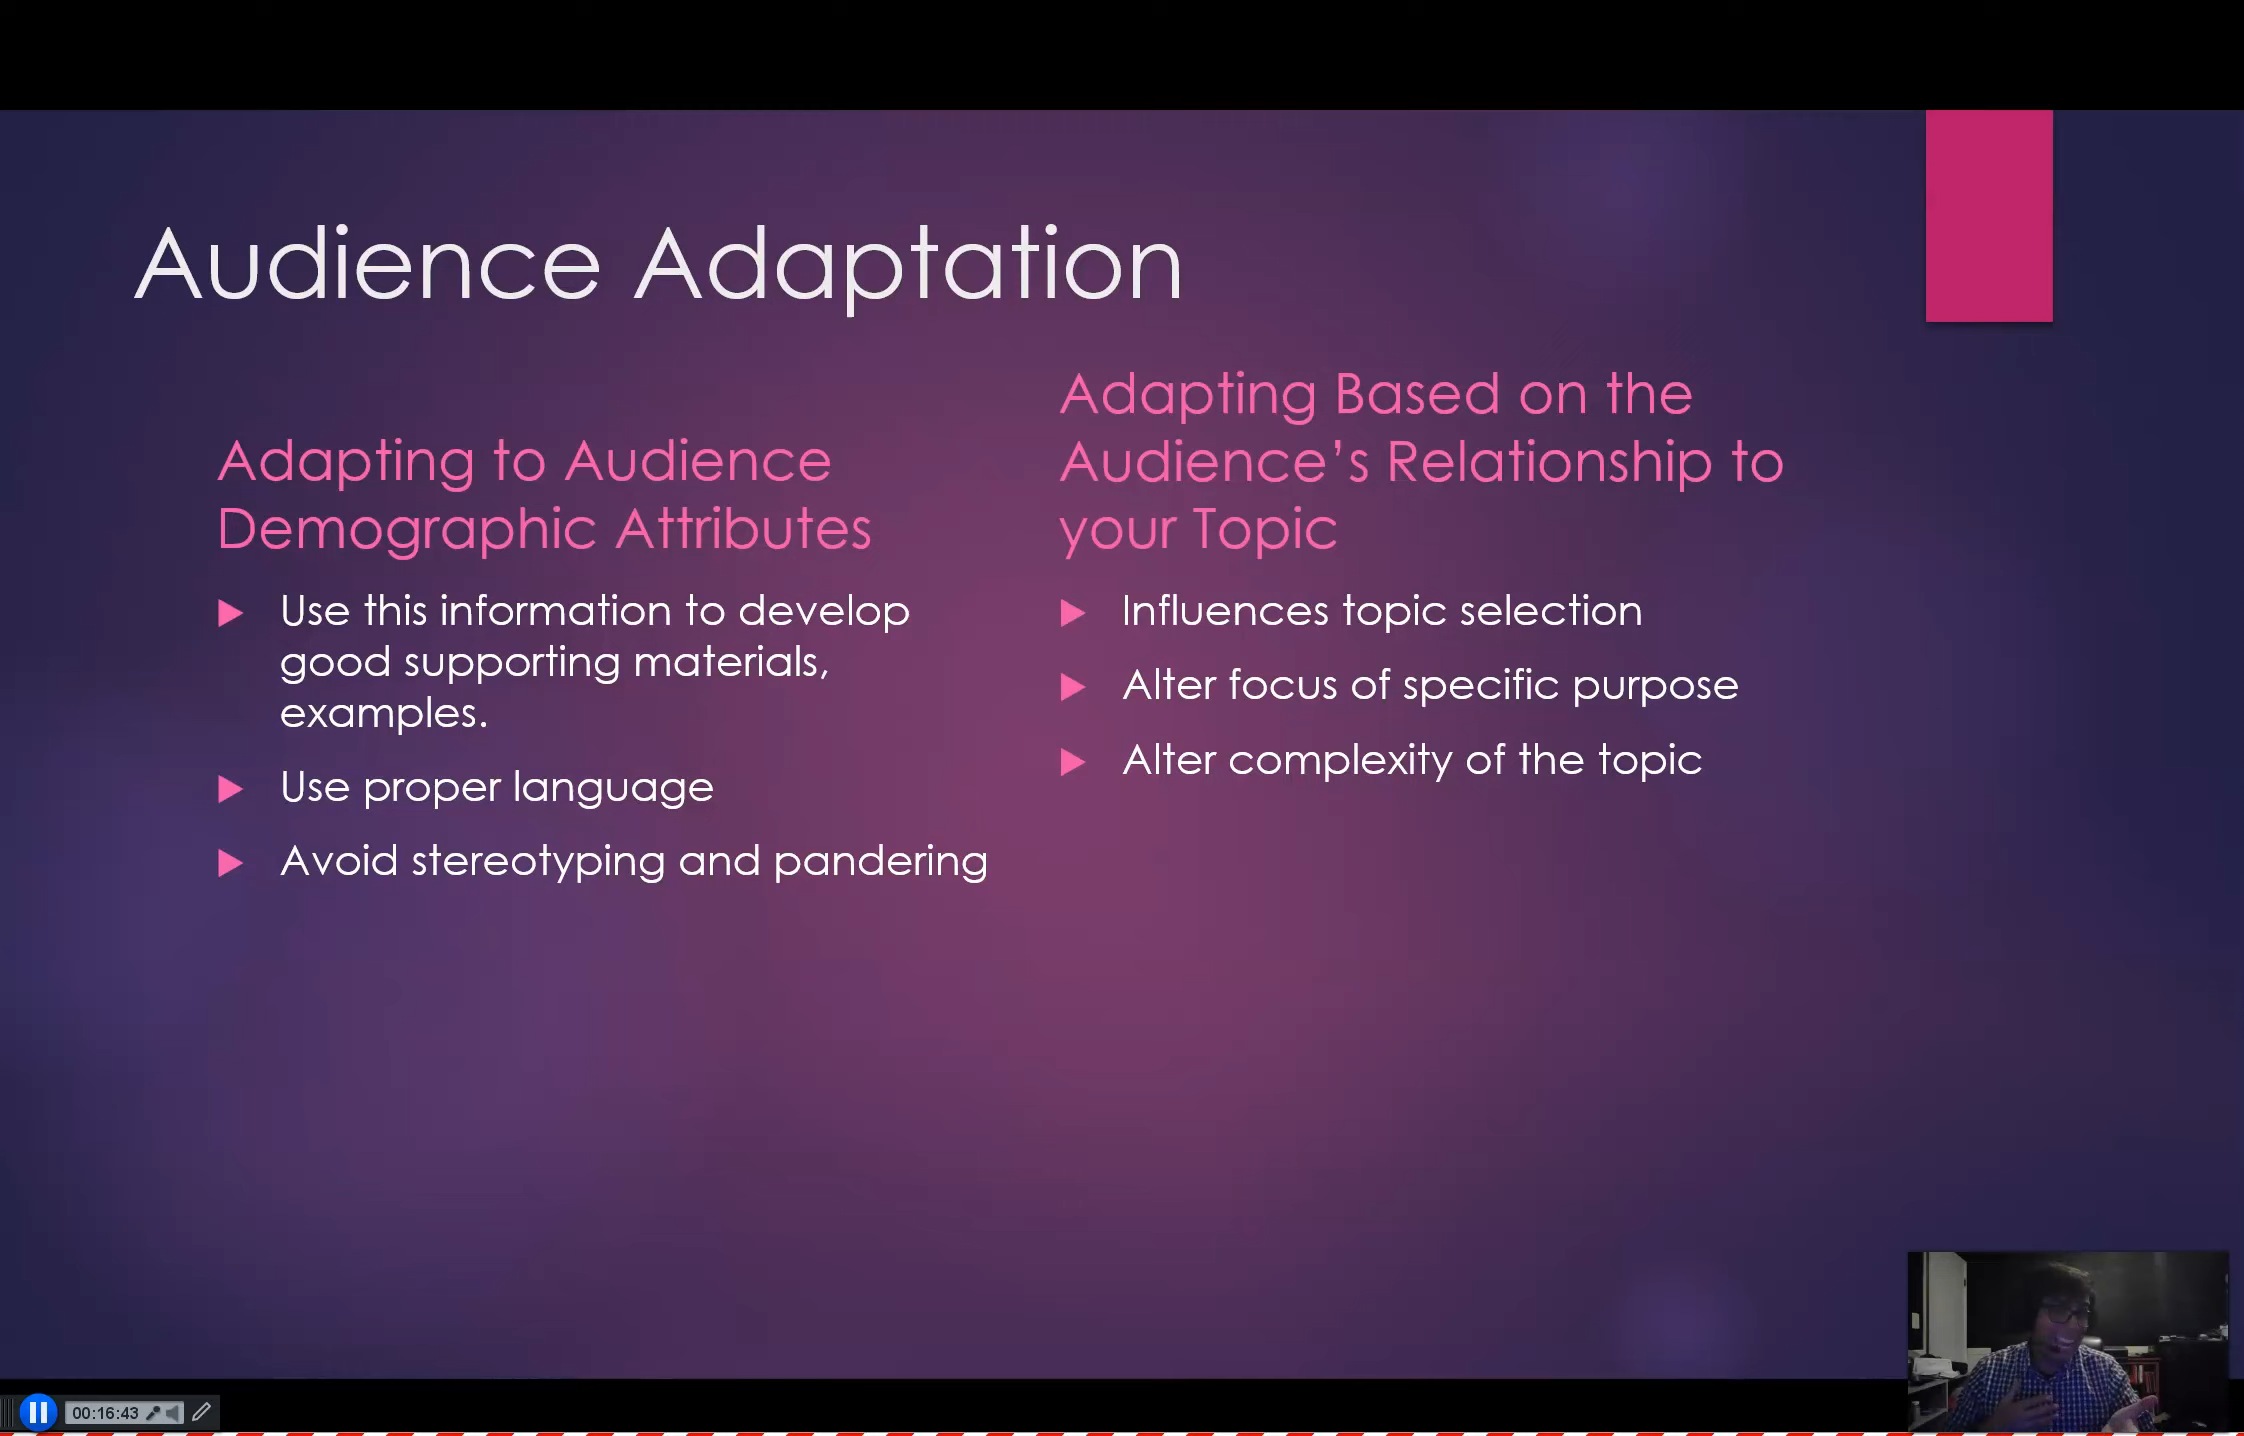 Audience Adaptation
Adapting to Audience
Demographic Attributes
Use this information to develop
good supporting materials,
examples.
Use proper language
Avoid stereotyping and pandering
Adapting Based on the
Audience’s Relationship to
your Topic
Influences topic selection
Alter focus of specific purpose
Alter complexity of the topic
00:16:43